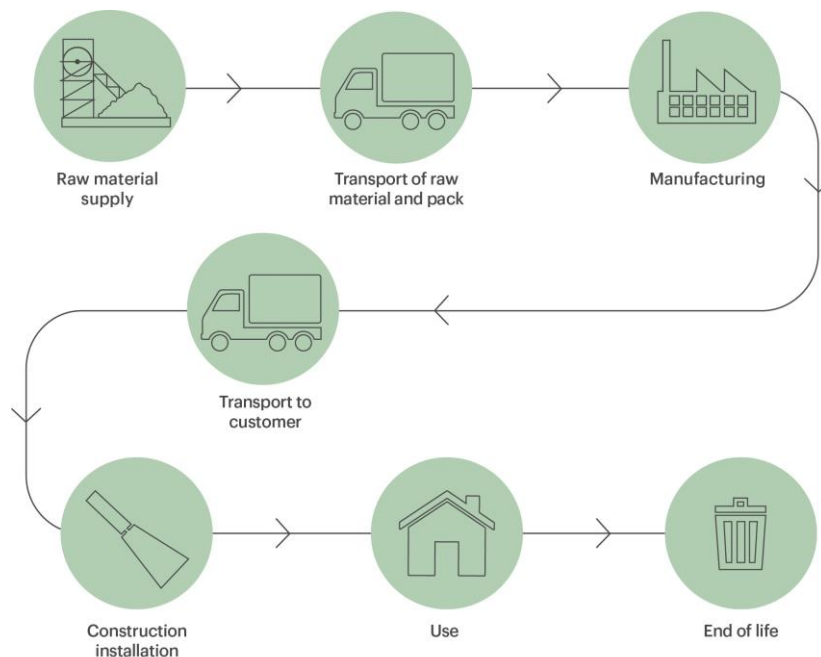 Raw material
supply
Transport of raw
material and pack
Manufacturing
Transport to
customer
Construction
installation
Use
End of life